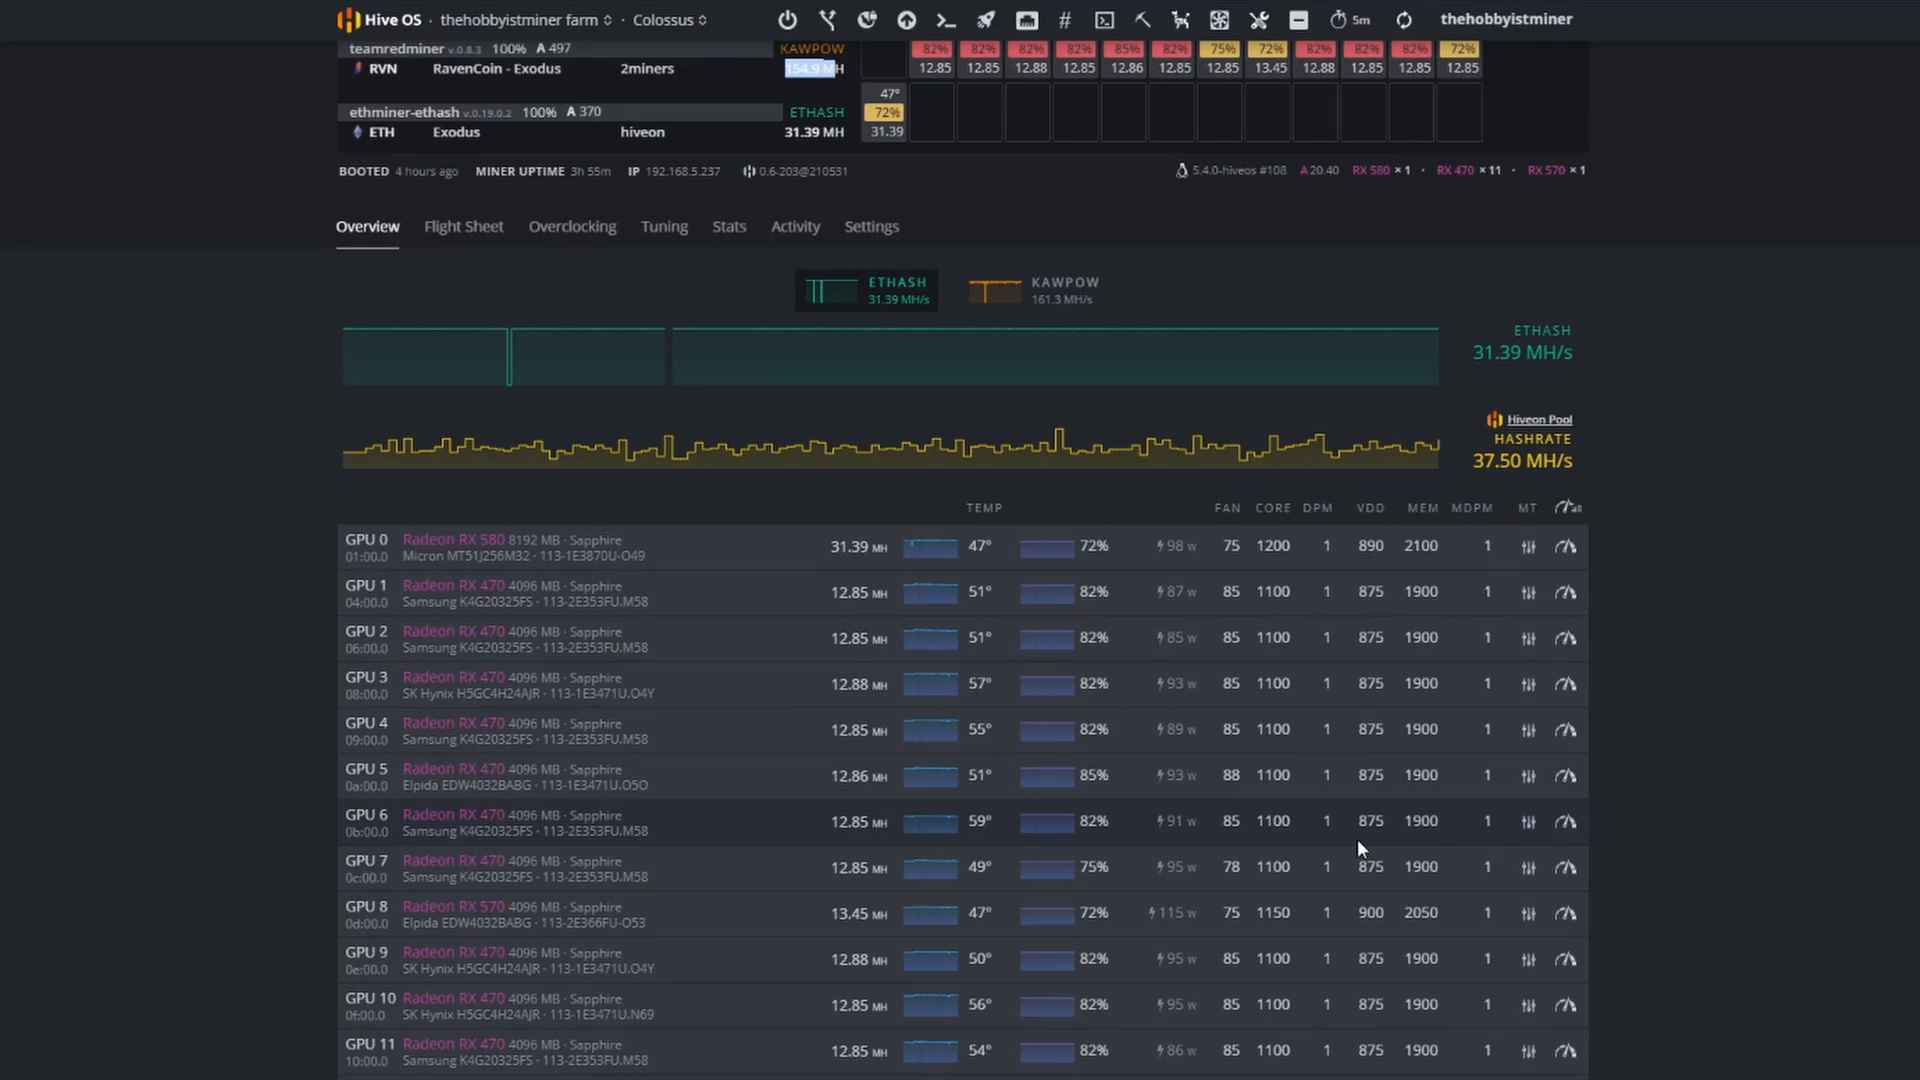 Hive OS · thehobbyistminer farm · Colossus 5m thehobbyistminer
teamredminer v.0.8.3 100% A 497 KAWPOW 82% 82% 82% 82% 85% 82% 75% 72% 82% 82% 82% 72%
RVN RavenCoin - Exodus 2miners 154.9 MH 12.85 12.85 12.88 12.85 12.86 12.85 12.85 13.45 12.88 12.85 12.85 12.85
47°
ethminer-ethash v.0.19.0.2 100% A 370 ETHASH 72%
ETH Exodus hiveon 31.39 MH 31.39
BOOTED 4 hours ago MINER UPTIME 3h 55m IP 192.168.5.237 0.6-203@210531 5.4.0-hiveos #108 A 20.40 RX 580 × 1 · RX 470 × 11 · RX 570 × 1
Overview Flight Sheet Overclocking Tuning Stats Activity Settings
ETHASH KAWPOW
31.39 MH/s 161.3 MH/s
ETHASH
31.39 MH/s
Hiveon Pool
HASHRATE
37.50 MH/s
TEMP FAN CORE DPM VDD MEM MDPM MT
GPU 0 Radeon RX 580 8192 MB · Sapphire 31.39 MH 47° 72% 98 W 75 1200 1 890 2100 1
01:00.0 Micron MT51J256M32 · 113-1E3870U-O49
GPU 1 Radeon RX 470 4096 MB · Sapphire 12.85 MH 51° 82% 87 W 85 1100 1 875 1900 1
04:00.0 Samsung K4G20325FS · 113-2E353FU.M58
GPU 2 Radeon RX 470 4096 MB · Sapphire 12.85 MH 51° 82% 85 W 85 1100 1 875 1900 1
06:00.0 Samsung K4G20325FS · 113-2E353FU.M58
GPU 3 Radeon RX 470 4096 MB · Sapphire 12.88 MH 57° 82% 93 W 85 1100 1 875 1900 1
08:00.0 SK Hynix H5GC4H24AJR · 113-1E3471U.O4Y
GPU 4 Radeon RX 470 4096 MB · Sapphire 12.85 MH 55° 82% 89 W 85 1100 1 875 1900 1
09:00.0 Samsung K4G20325FS · 113-2E353FU.M58
GPU 5 Radeon RX 470 4096 MB · Sapphire 12.86 MH 51° 85% 93 W 88 1100 1 875 1900 1
0a:00.0 Elpida EDW4032BABG · 113-1E3471U.O5O
GPU 6 Radeon RX 470 4096 MB · Sapphire 12.85 MH 59° 82% 91 W 85 1100 1 875 1900 1
0b:00.0 Samsung K4G20325FS · 113-2E353FU.M58
GPU 7 Radeon RX 470 4096 MB · Sapphire 12.85 MH 49° 75% 95 W 78 1100 1 875 1900 1
0c:00.0 Samsung K4G20325FS · 113-2E353FU.M58
GPU 8 Radeon RX 570 4096 MB · Sapphire 13.45 MH 47° 72% 115 W 75 1150 1 900 2050 1
0d:00.0 Elpida EDW4032BABG · 113-2E366FU-O53
GPU 9 Radeon RX 470 4096 MB · Sapphire 12.88 MH 50° 82% 95 W 85 1100 1 875 1900 1
0e:00.0 SK Hynix H5GC4H24AJR · 113-1E3471U.O4Y
GPU 10 Radeon RX 470 4096 MB · Sapphire 12.85 MH 56° 82% 95 W 85 1100 1 875 1900 1
0f:00.0 SK Hynix H5GC4H24AJR · 113-1E3471U.N69
GPU 11 Radeon RX 470 4096 MB · Sapphire 12.85 MH 54° 82% 86 W 85 1100 1 875 1900 1
10:00.0 Samsung K4G20325FS · 113-2E353FU.M58